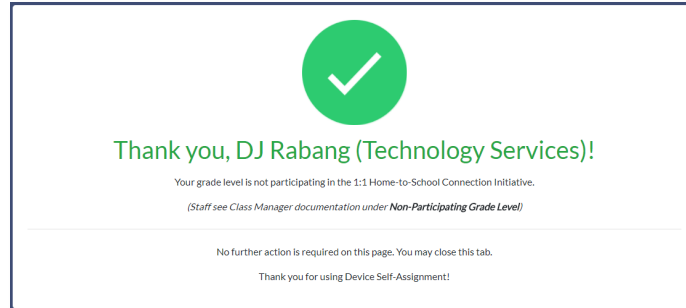 Thank you, DJ Rabang (Technology Services)!
Your grade level is not participating in the 1:1 Home-to-School Connection Initiative.
(Staff see Class Manager documentation under Non-Participating Grade Level)
No further action is required on this page. You may close this tab.
Thank you for using Device Self-Assignment!